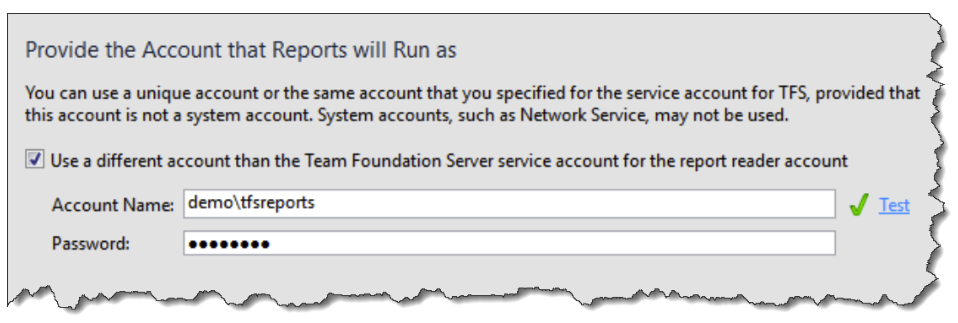 Provide the Account that Reports will Run as
You can use a unique account or the same account that you specified for the service account for TFS, provided that
this account is not a system account. System accounts, such as Network Service, may not be used.
Use a different account than the Team Foundation Server service account for the report reader account
Account Name: demo\tfsreports Test
Password: ●●●●●●●●